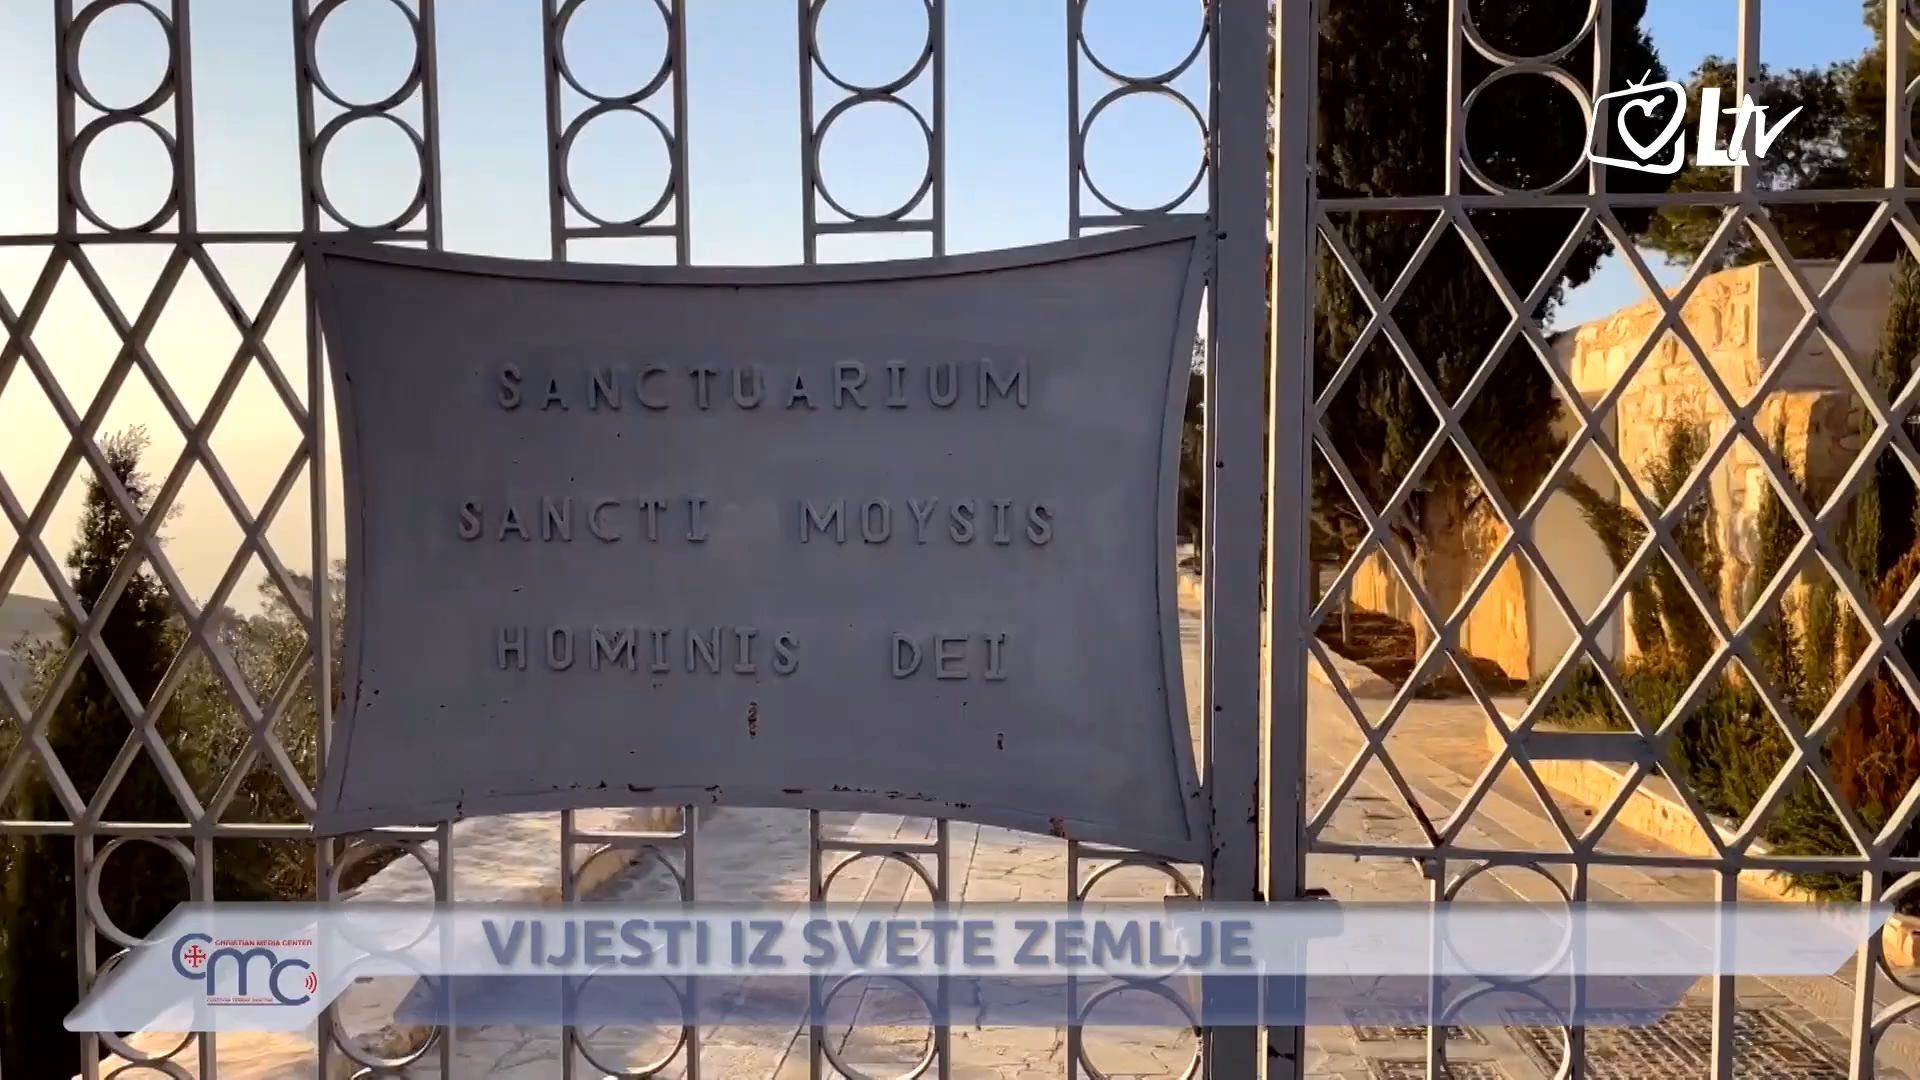 Ltv
SANCTUARIUM
SANCTI MOYSIS
HOMINIS DEI
VIJESTI IZ SVETE ZEMLJE
CHRISTIAN MEDIA CENTER
CMC